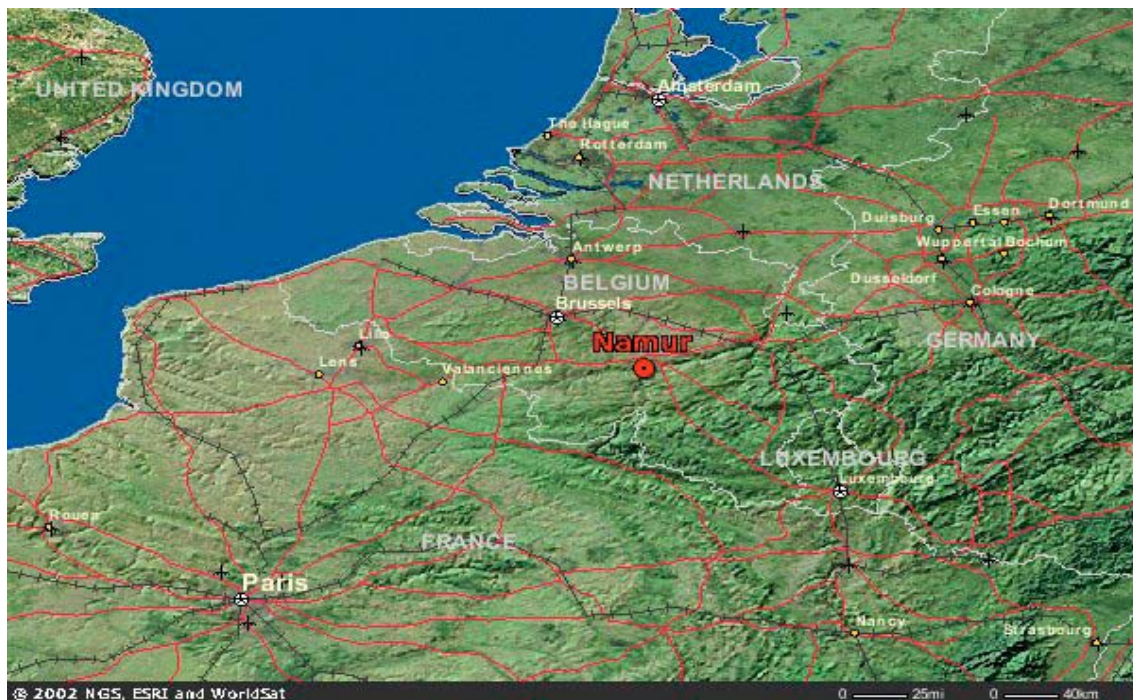 UNITED KINGDOM
Amsterdam
The Hague
Rotterdam
NETHERLANDS
Duisburg
Essen
Dortmund
Wuppertal Bochum
Antwerp
BELGIUM
Dusseldorf
Brussels
Cologne
Lille
Namur
GERMANY
Lens
Valanciennes
LUXEMBOURG
Luxembourg
Rouen
FRANCE
Paris
Nancy
Strasbourg
© 2002 NGS, ESRI and WorldSat
0 25mi 0 40km